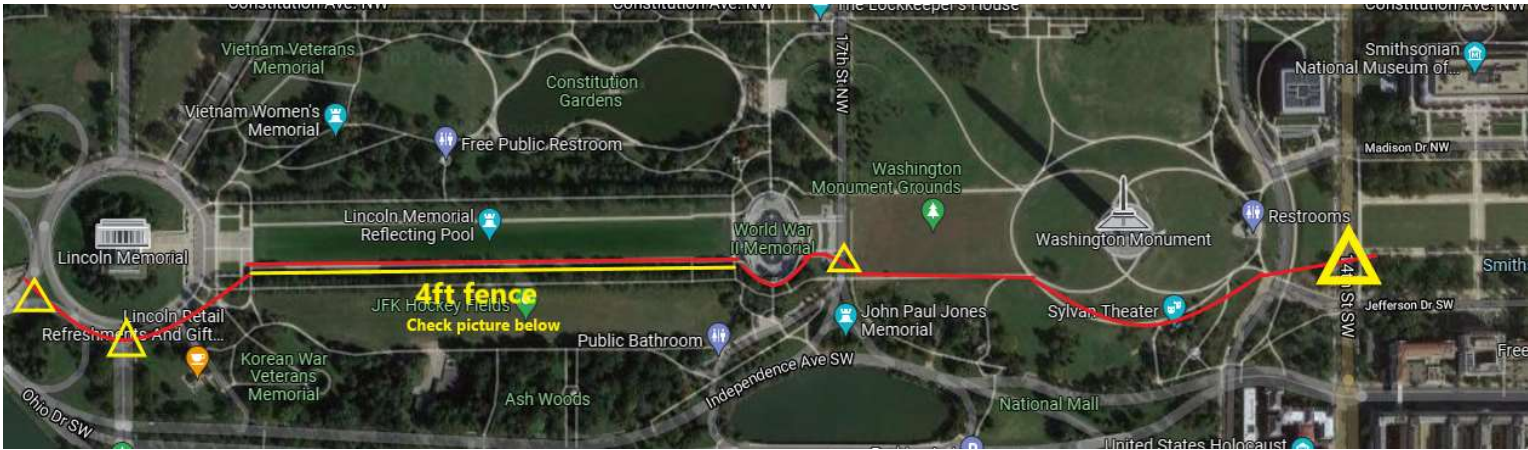 Constitution Ave. NW
Constitution Ave. NW
The Lockkeeper's House
Constitution Ave. NW
Vietnam Veterans
Memorial
Constitution
Gardens
17th St NW
Smithsonian
National Museum of...
Vietnam Women's
Memorial
Free Public Restroom
Madison Dr NW
Washington
Monument Grounds
Lincoln Memorial
Reflecting Pool
World War
II Memorial
Restrooms
Washington Monument
Lincoln Memorial
14th St SW
Smiths
4ft fence
JFK Hockey Fields
Check picture below
Lincoln Retail
Refreshments And Gift...
John Paul Jones
Memorial
Sylvan Theater
Jefferson Dr SW
Public Bathroom
Free
Korean War
Veterans
Memorial
Independence Ave SW
Ash Woods
National Mall
Ohio Dr SW
United States Holocaust